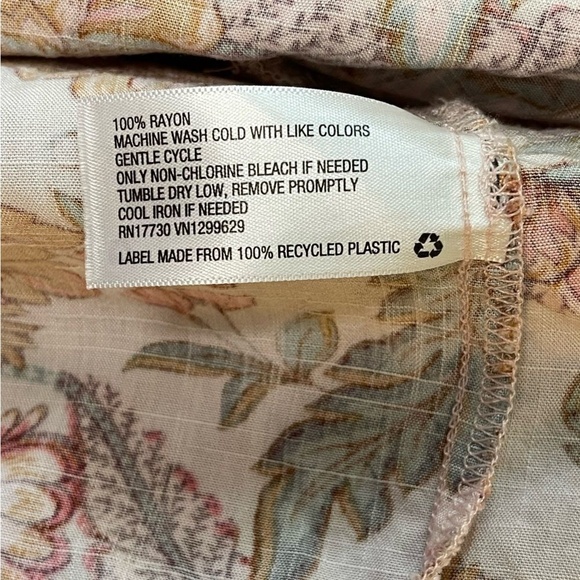 100% RAYON
MACHINE WASH COLD WITH LIKE COLORS
GENTLE CYCLE
ONLY NON-CHLORINE BLEACH IF NEEDED
TUMBLE DRY LOW, REMOVE PROMPTLY
COOL IRON IF NEEDED
RN17730 VN1299629
LABEL MADE FROM 100% RECYCLED PLASTIC